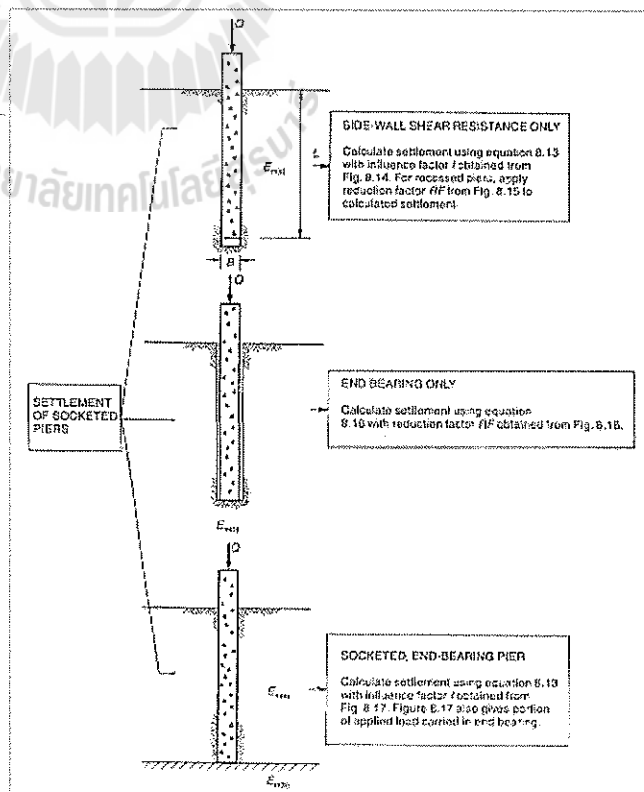 Q
SIDE-WALL SHEAR RESISTANCE ONLY
Calculate settlement using equation 8.13
with influence factor I obtained from
Fig. 8.14. For recessed piers, apply
reduction factor RF from Fig. 8.15 to
calculated settlement.
B
Q
SETTLEMENT
OF SOCKETED
PIERS
END BEARING ONLY
Calculate settlement using equation
8.16 with reduction factor RF obtained from Fig. 8.16.
Q
SOCKETED, END-BEARING PIER
Calculate settlement using equation 8.13
with influence factor I obtained from
Fig. 8.17. Figure 8.17 also gives portion
of applied load carried in end bearing.